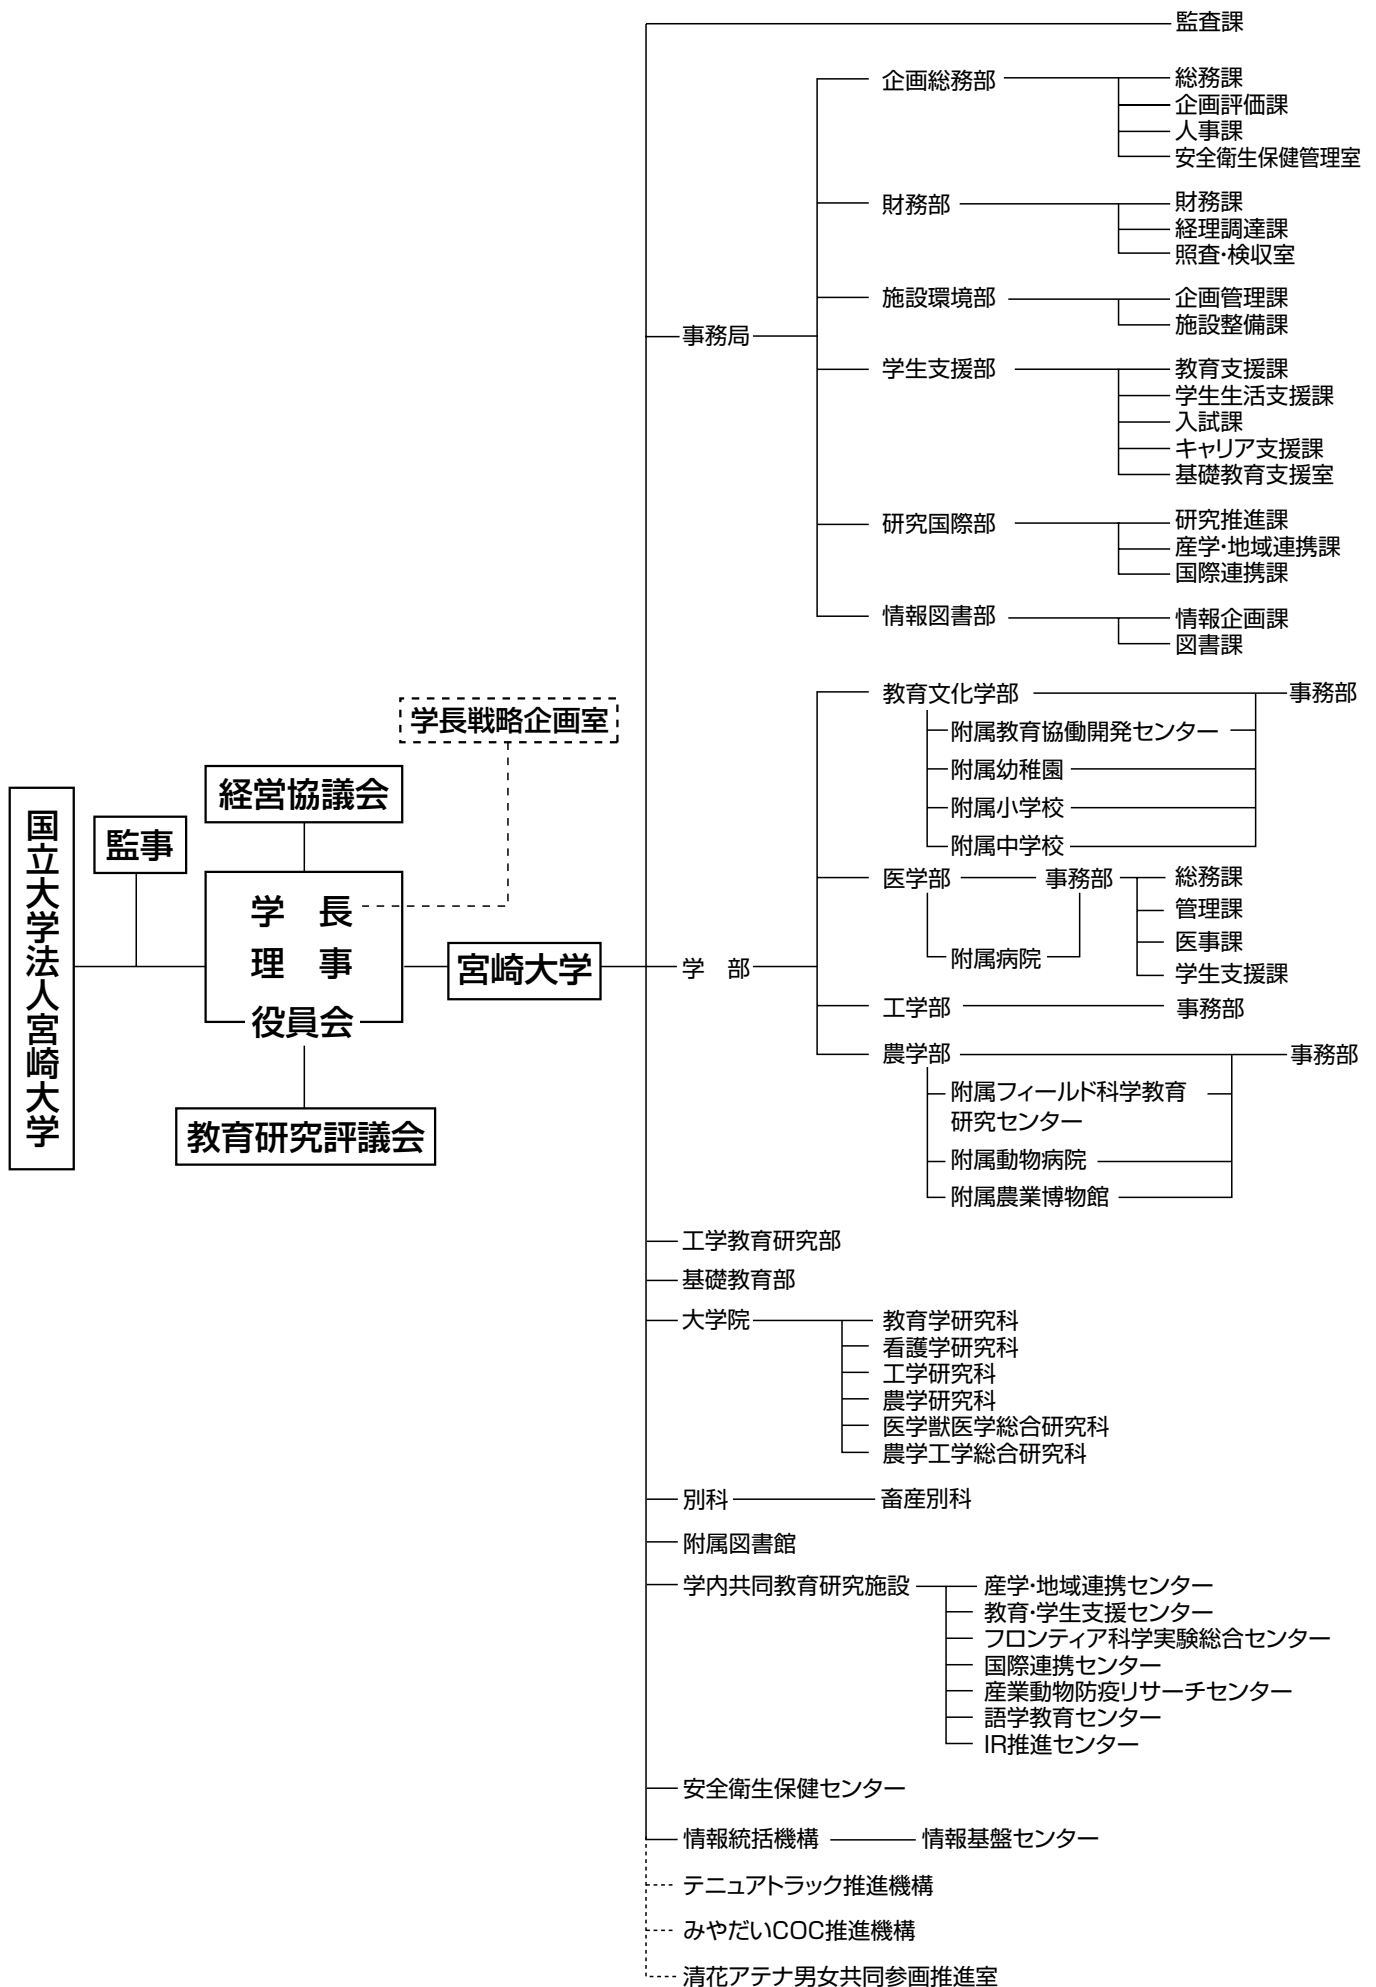 国立大学法人宮崎大学
監事
経営協議会
学長戦略企画室
学　長
理　事
役員会
教育研究評議会
宮崎大学
監査課
事務局
企画総務部
総務課
企画評価課
人事課
安全衛生保健管理室
財務部
財務課
経理調達課
照査・検収室
施設環境部
企画管理課
施設整備課
学生支援部
教育支援課
学生生活支援課
入試課
キャリア支援課
基礎教育支援室
研究国際部
研究推進課
産学・地域連携課
国際連携課
情報図書部
情報企画課
図書課
学　部
教育文化学部
事務部
附属教育協働開発センター
附属幼稚園
附属小学校
附属中学校
医学部
事務部
総務課
管理課
医事課
学生支援課
附属病院
工学部
事務部
農学部
事務部
附属フィールド科学教育
研究センター
附属動物病院
附属農業博物館
工学教育研究部
基礎教育部
大学院
教育学研究科
看護学研究科
工学研究科
農学研究科
医学獣医学総合研究科
農学工学総合研究科
別科
畜産別科
附属図書館
学内共同教育研究施設
産学・地域連携センター
教育・学生支援センター
フロンティア科学実験総合センター
国際連携センター
産業動物防疫リサーチセンター
語学教育センター
IR推進センター
安全衛生保健センター
情報統括機構
情報基盤センター
テニュアトラック推進機構
みやだいCOC推進機構
清花アテナ男女共同参画推進室